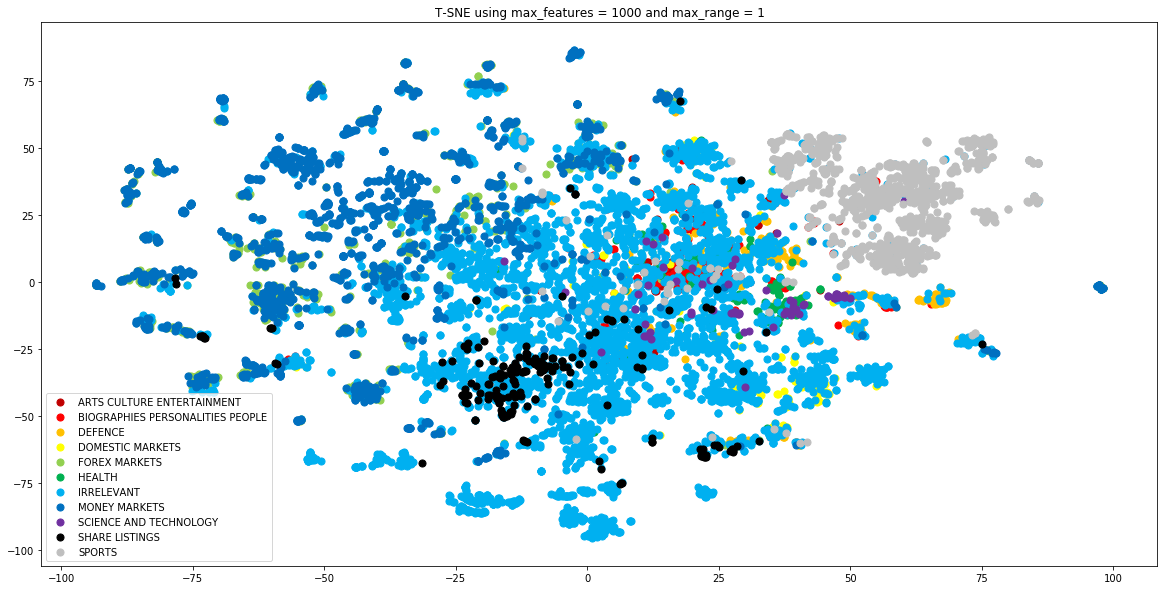 T-SNE using max_features = 1000 and max_range = 1
75
50
25
0
−25
−50
−75
−100
ARTS CULTURE ENTERTAINMENT
BIOGRAPHIES PERSONALITIES PEOPLE
DEFENCE
DOMESTIC MARKETS
FOREX MARKETS
HEALTH
IRRELEVANT
MONEY MARKETS
SCIENCE AND TECHNOLOGY
SHARE LISTINGS
SPORTS
−100 −75 −50 −25 0 25 50 75 100